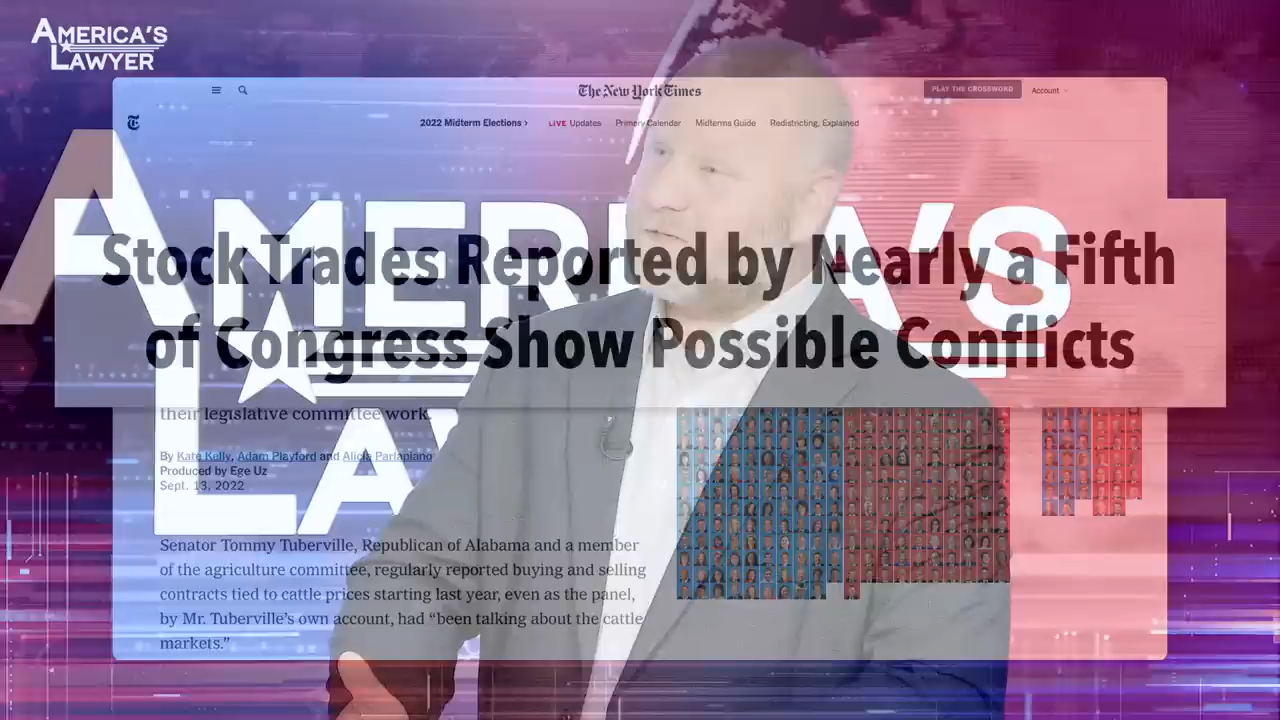 AMERICA'S
LAWYER
The New York Times
PLAY THE CROSSWORD
Account
2022 Midterm Elections ›
LIVE Updates
Primary Calendar
Midterms Guide
Redistricting, Explained
AMERICA'S
LAW
Stock Trades Reported by Nearly a Fifth
of Congress Show Possible Conflicts
their legislative committee work.
By Kate Kelly, Adam Playford and Alicia Parlapiano
Produced by Ege Uz
Sept. 13, 2022
Senator Tommy Tuberville, Republican of Alabama and a member
of the agriculture committee, regularly reported buying and selling
contracts tied to cattle prices starting last year, even as the panel,
by Mr. Tuberville's own account, had “been talking about the cattle
markets.”